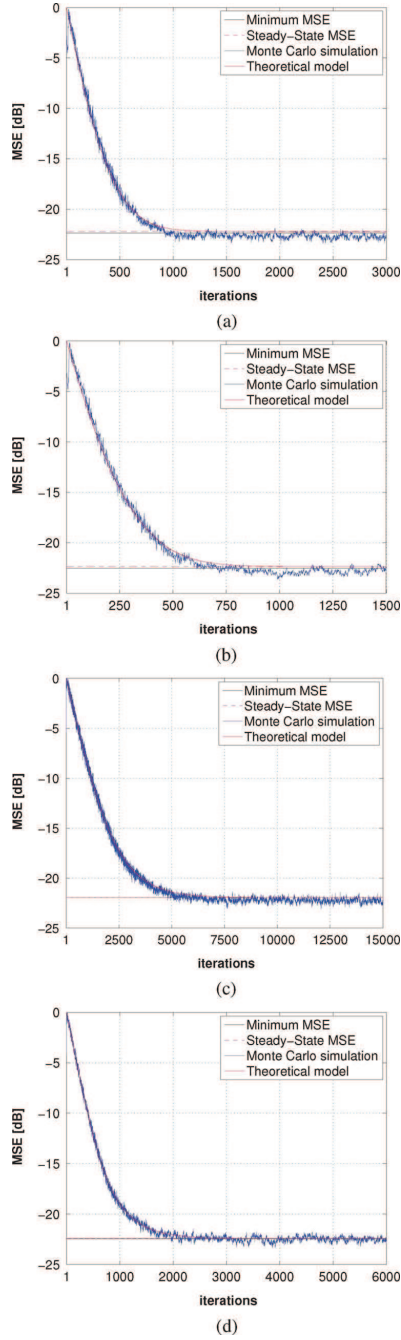 0
−5
−10
−15
−20
−25
MSE [dB]
Minimum MSE
Steady−State MSE
Monte Carlo simulation
Theoretical model
1 500 1000 1500 2000 2500 3000
iterations
(a)
0
−5
−10
−15
−20
−25
MSE [dB]
Minimum MSE
Steady−State MSE
Monte Carlo simulation
Theoretical model
1 250 500 750 1000 1250 1500
iterations
(b)
0
−5
−10
−15
−20
−25
MSE [dB]
Minimum MSE
Steady−State MSE
Monte Carlo simulation
Theoretical model
1 2500 5000 7500 10000 12500 15000
iterations
(c)
0
−5
−10
−15
−20
−25
MSE [dB]
Minimum MSE
Steady−State MSE
Monte Carlo simulation
Theoretical model
1 1000 2000 3000 4000 5000 6000
iterations
(d)